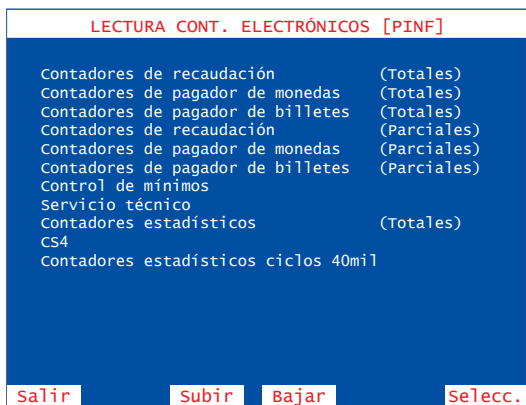 LECTURA CONT. ELECTRÓNICOS [PINF]
Contadores de recaudación (Totales)
Contadores de pagador de monedas (Totales)
Contadores de pagador de billetes (Totales)
Contadores de recaudación (Parciales)
Contadores de pagador de monedas (Parciales)
Contadores de pagador de billetes (Parciales)
Control de mínimos
Servicio técnico
Contadores estadísticos (Totales)
CS4
Contadores estadísticos ciclos 40mil
Salir Subir Bajar Selecc.